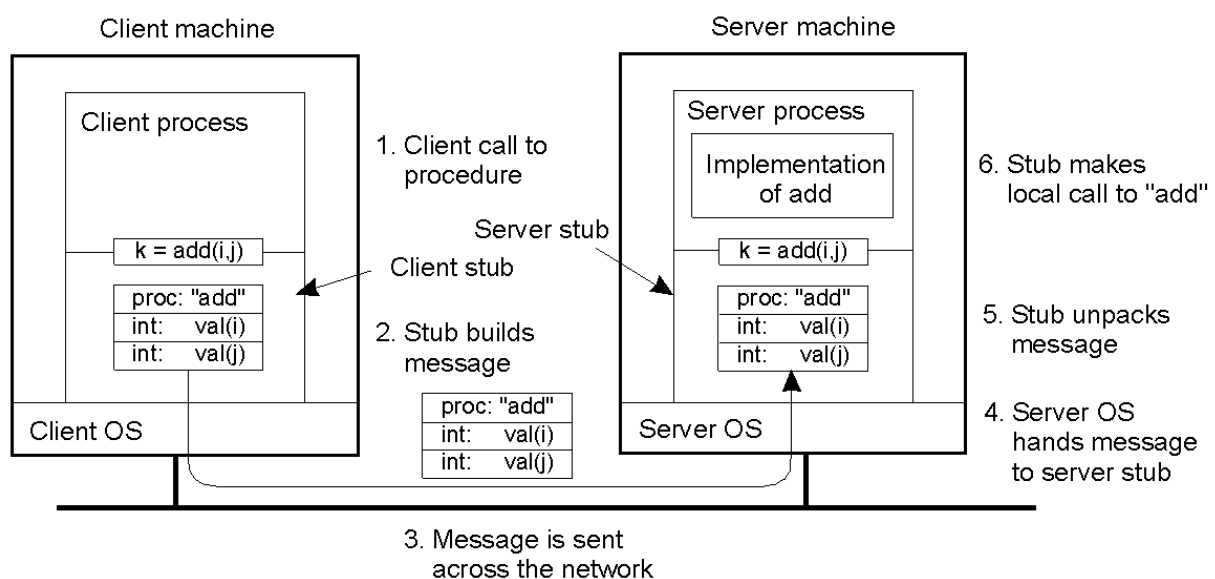 Client machine
Server machine
Client process
1. Client call to
procedure
Server process
Implementation
of add
6. Stub makes
local call to "add"
Server stub
k = add(i,j)
k = add(i,j)
Client stub
proc: "add"
int: val(i)
int: val(j)
2. Stub builds
message
proc: "add"
int: val(i)
int: val(j)
proc: "add"
int: val(i)
int: val(j)
5. Stub unpacks
message
Client OS
Server OS
4. Server OS
hands message
to server stub
3. Message is sent
across the network